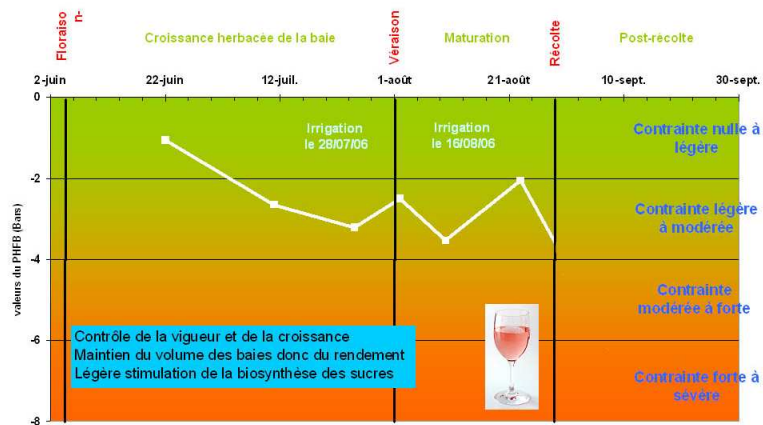 Floraiso
n-
Croissance herbacée de la baie
Véraison
Maturation
Récolte
Post-récolte
2-juin
22-juin
12-juil.
1-août
21-août
10-sept.
30-sept.
0
-2
-4
-6
-8
valeurs du PHFB (Bars)
Irrigation
le 28/07/06
Irrigation
le 16/08/06
Contrainte nulle à
légère
Contrainte légère
à modérée
Contrainte
modérée à forte
Contrainte forte à
sévère
Contrôle de la vigueur et de la croissance
Maintien du volume des baies donc du rendement
Légère stimulation de la biosynthèse des sucres